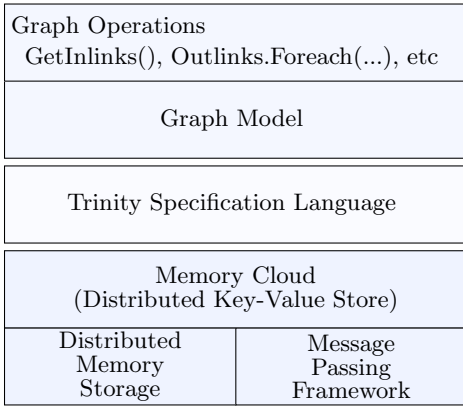 Graph Operations
GetInlinks(), Outlinks.Foreach(...), etc
Graph Model
Trinity Specification Language
Memory Cloud
(Distributed Key-Value Store)
Distributed
Memory
Storage
Message
Passing
Framework